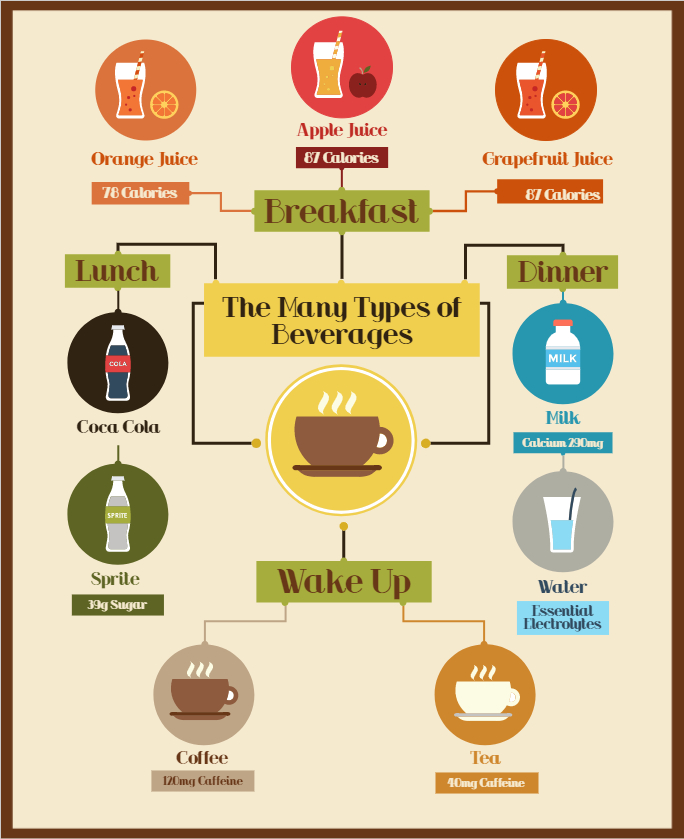 Apple Juice
87 Calories
Orange Juice
78 Calories
Grapefruit Juice
87 Calories
Breakfast
Lunch
Dinner
The Many Types of
Beverages
COLA
Coca Cola
MILK
Milk
Calcium 290mg
SPRITE
Sprite
39g Sugar
Water
Essential
Electrolytes
Wake Up
Coffee
120mg Caffeine
Tea
40mg Caffeine